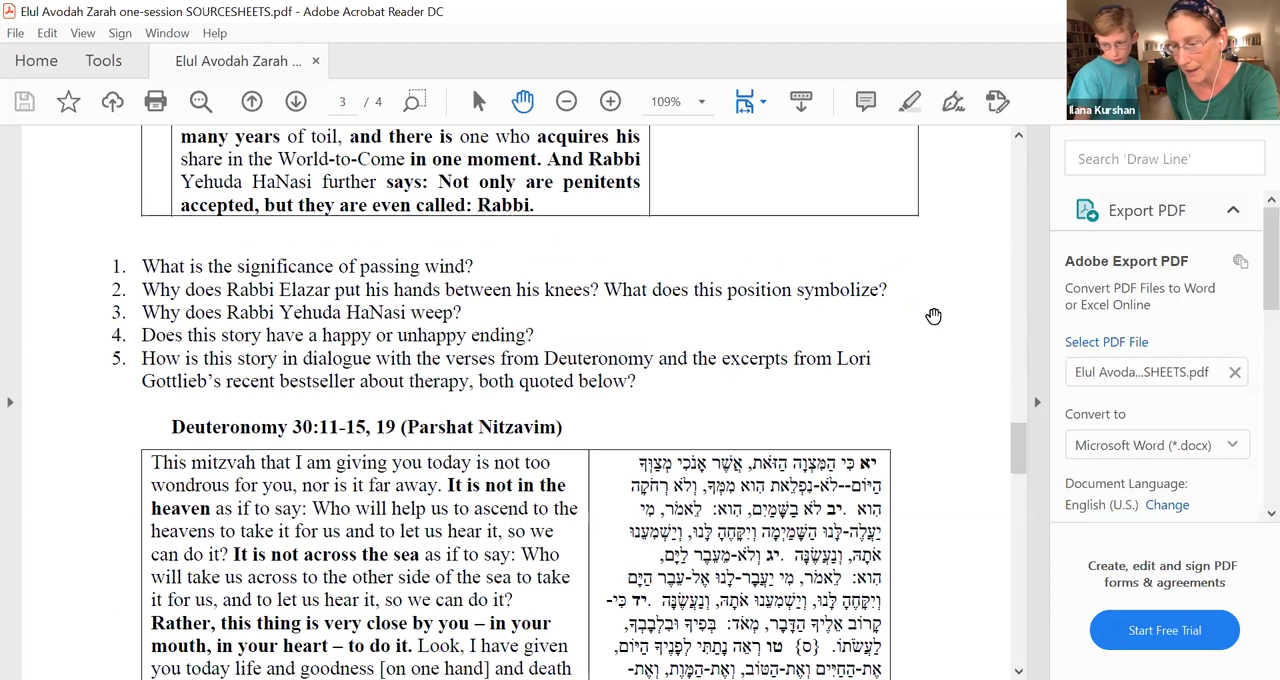 Elul Avodah Zarah one-session SOURCESHEETS.pdf - Adobe Acrobat Reader DC
File Edit View Sign Window Help
Home Tools Elul Avodah Zarah ... ×
3 / 4 109%
many years of toil, and there is one who acquires his
share in the World-to-Come in one moment. And Rabbi
Yehuda HaNasi further says: Not only are penitents
accepted, but they are even called: Rabbi.
1. What is the significance of passing wind?
2. Why does Rabbi Elazar put his hands between his knees? What does this position symbolize?
3. Why does Rabbi Yehuda HaNasi weep?
4. Does this story have a happy or unhappy ending?
5. How is this story in dialogue with the verses from Deuteronomy and the excerpts from Lori
Gottlieb's recent bestseller about therapy, both quoted below?
Deuteronomy 30:11-15, 19 (Parshat Nitzavim)
This mitzvah that I am giving you today is not too
wondrous for you, nor is it far away. It is not in the
heaven as if to say: Who will help us to ascend to the
heavens to take it for us and to let us hear it, so we
can do it? It is not across the sea as if to say: Who
will take us across to the other side of the sea to take
it for us, and to let us hear it, so we can do it?
Rather, this thing is very close by you – in your
mouth, in your heart – to do it. Look, I have given
you today life and goodness [on one hand] and death
יא כִּי הַמִּצְוָה הַזֹּאת, אֲשֶׁר אָנֹכִי מְצַוְּךָ
הַיּוֹם--לֹא-נִפְלֵאת הִוא מִמְּךָ, וְלֹא רְחֹקָה
הִוא. יב לֹא בַשָּׁמַיִם, הִוא: לֵאמֹר, מִי
יַעֲלֶה-לָּנוּ הַשָּׁמַיְמָה וְיִקָּחֶהָ לָּנוּ, וְיַשְׁמִעֵנוּ
אֹתָהּ, וְנַעֲשֶׂנָּה. יג וְלֹא-מֵעֵבֶר לַיָּם,
הִוא: לֵאמֹר, מִי יַעֲבָר-לָנוּ אֶל-עֵבֶר הַיָּם
וְיִקָּחֶהָ לָּנוּ, וְיַשְׁמִעֵנוּ אֹתָהּ, וְנַעֲשֶׂנָּה. יד כִּי-
קָרוֹב אֵלֶיךָ הַדָּבָר, מְאֹד: בְּפִיךָ וּבִלְבָבְךָ,
לַעֲשֹׂתוֹ. {ס} טו רְאֵה נָתַתִּי לְפָנֶיךָ הַיּוֹם,
אֶת-הַחַיִּים וְאֶת-הַטּוֹב, וְאֶת-הַמָּוֶת, וְאֶת-
Ilana Kurshan
Search 'Draw Line'
Export PDF
Adobe Export PDF
Convert PDF Files to Word
or Excel Online
Select PDF File
Elul Avoda...SHEETS.pdf ×
Convert to
Microsoft Word (*.docx)
Document Language:
English (U.S.) Change
Create, edit and sign PDF
forms & agreements
Start Free Trial